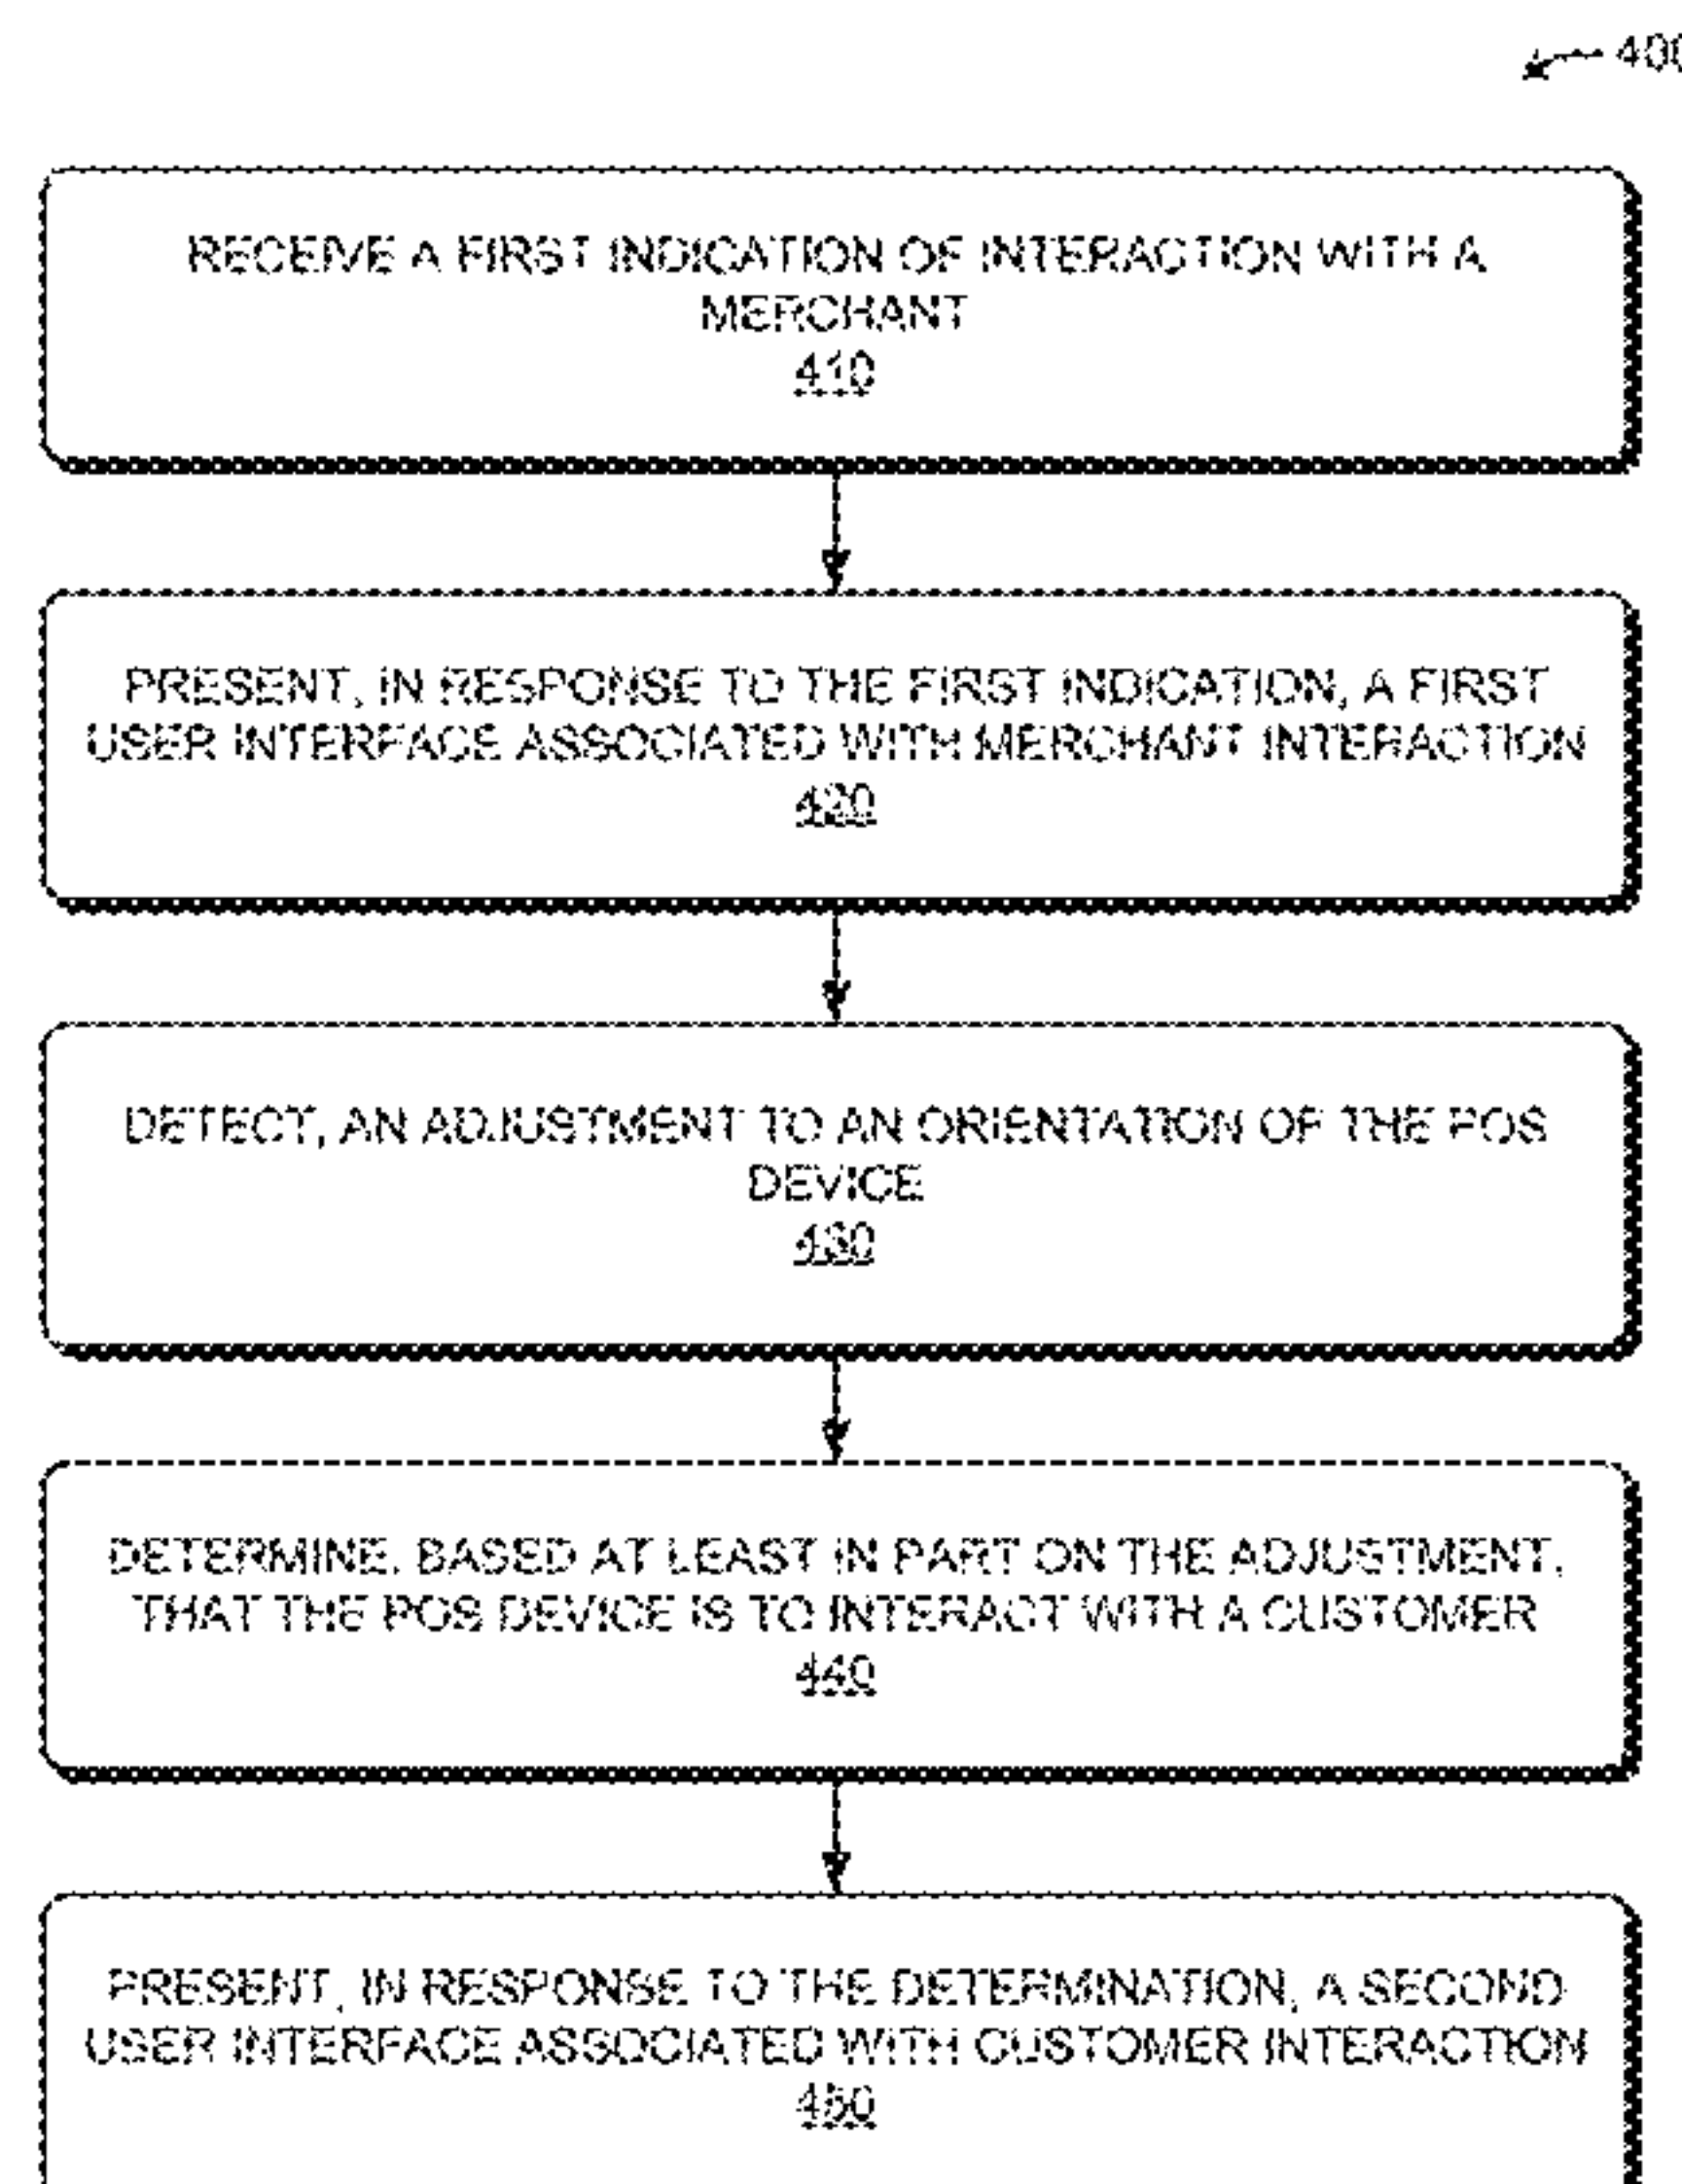 400
RECEIVE A FIRST INDICATION OF INTERACTION WITH A
MERCHANT
410
PRESENT, IN RESPONSE TO THE FIRST INDICATION, A FIRST
USER INTERFACE ASSOCIATED WITH MERCHANT INTERACTION
420
DETECT, AN ADJUSTMENT TO AN ORIENTATION OF THE POS
DEVICE
430
DETERMINE, BASED AT LEAST IN PART ON THE ADJUSTMENT,
THAT THE POS DEVICE IS TO INTERACT WITH A CUSTOMER
440
PRESENT, IN RESPONSE TO THE DETERMINATION, A SECOND
USER INTERFACE ASSOCIATED WITH CUSTOMER INTERACTION
450